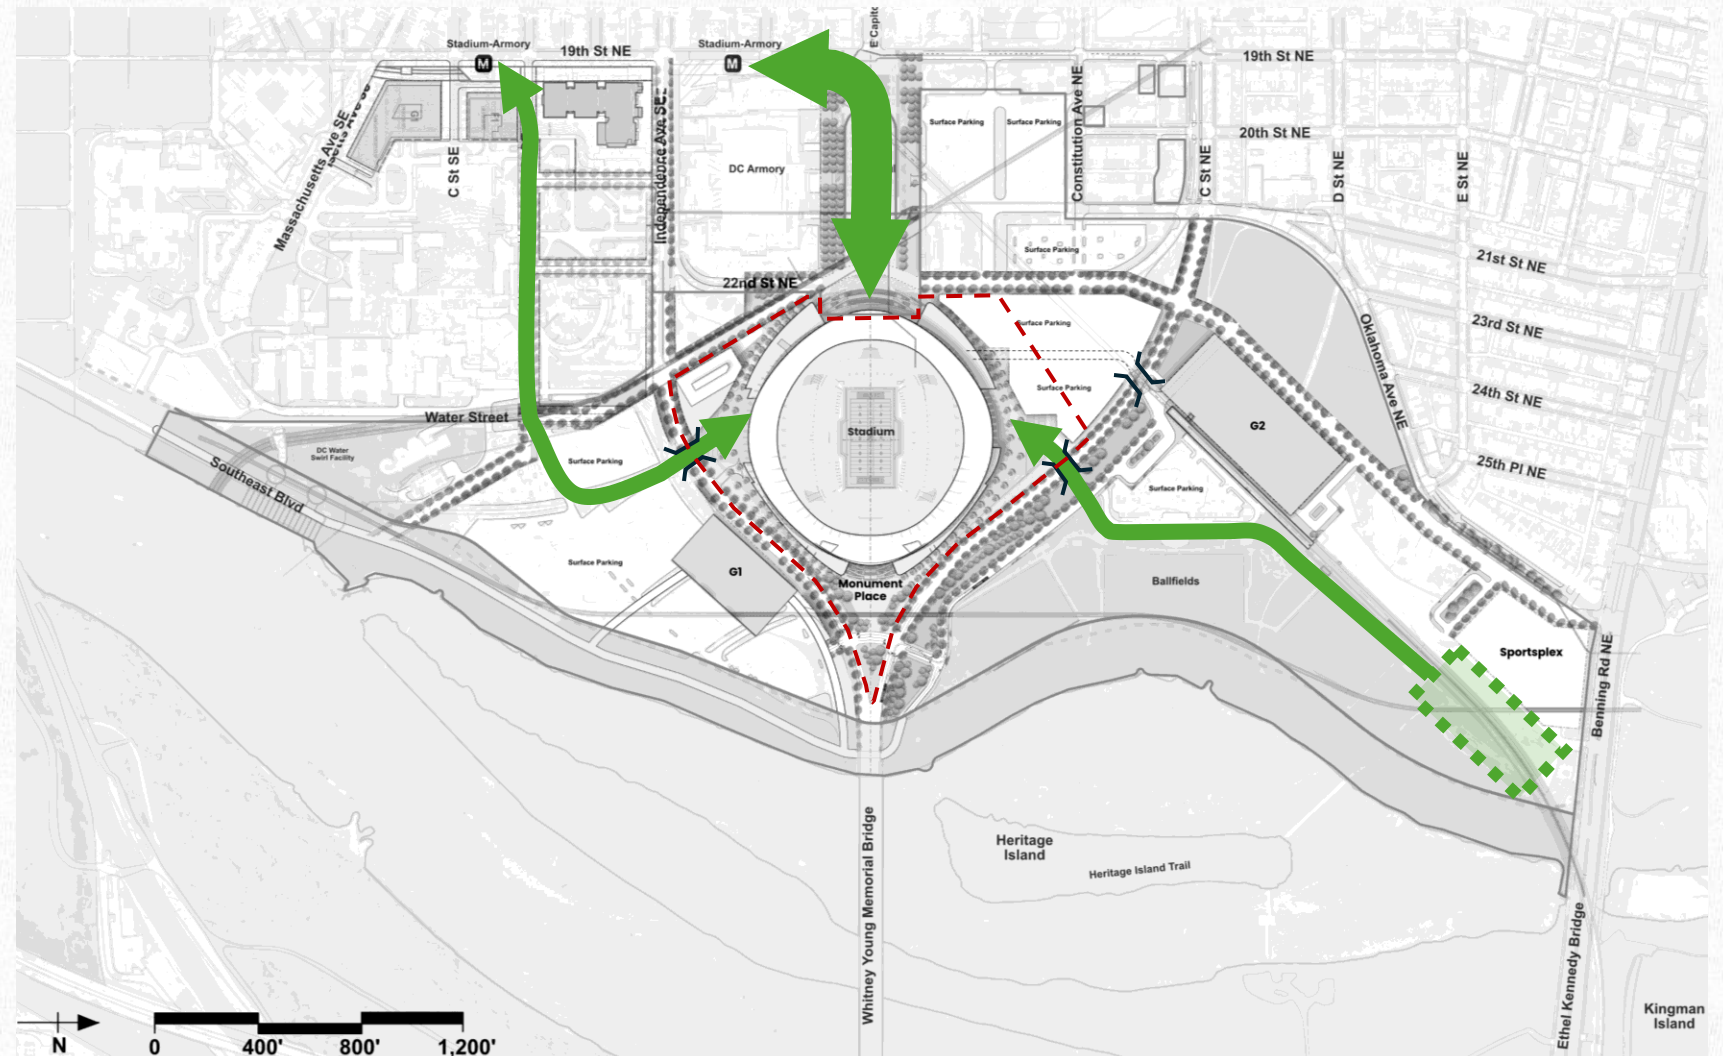 Stadium-Armory
M
19th St NE
Stadium-Armory
M
E Capito
19th St NE
Massachusetts Ave SE
C St SE
Independence Ave SE
DC Armory
Surface Parking
Surface Parking
Constitution Ave NE
20th St NE
C St NE
D St NE
E St NE
Surface Parking
21st St NE
22nd St NE
Surface Parking
23rd St NE
Oklahoma Ave NE
Surface Parking
24th St NE
Water Street
Stadium
G2
25th Pl NE
DC Water
Swirl Facility
Surface Parking
Southeast Blvd
Surface Parking
Surface Parking
G1
Monument
Place
Ballfields
Sportsplex
Benning Rd NE
Whitney Young Memorial Bridge
Heritage
Island
Heritage Island Trail
Ethel Kennedy Bridge
Kingman
Island
N
0 400' 800' 1,200'